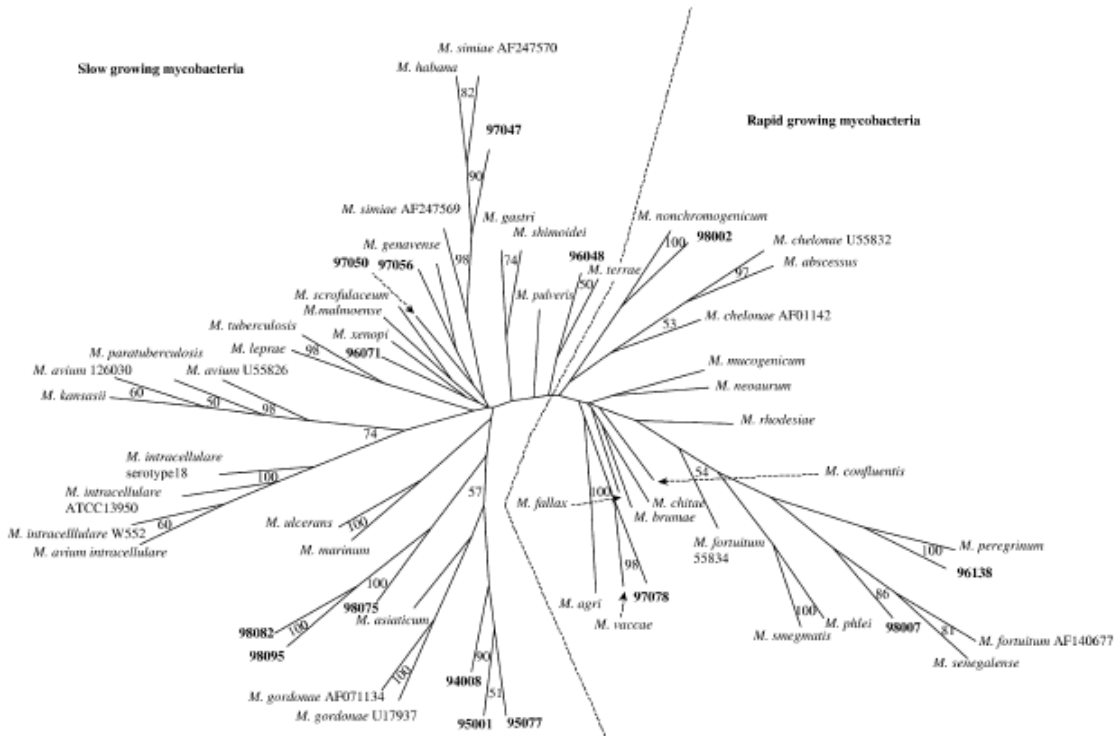 M. simiae AF247570
M. habana
Slow growing mycobacteria
82
97047
Rapid growing mycobacteria
90
M. simiae AF247569
M. gastri
M. nonchromogenicum
M. shimoidei
98002
M. chelonae U55832
M. genavense
96048
100
M. abscessus
97050
97056
98
74
M. terrae
97
50
M. scrofulaceum
M. pulveris
M.malmoense
M. chelonae AF01142
M. tuberculosis
53
M. xenopi
M. leprae
98
96071
M. paratuberculosis
M. mucogenicum
M. avium 126030
M. avium U55826
M. neoaurum
M. kansasii
60
50
98
M. rhodesiae
74
M. intracellulare
serotype18
100
54
M. confluentis
M. intracellulare
ATCC13950
57
100
M. fallax
M. chitae
M. brumae
M. intracelllulare W552
60
M. ulcerans
100
M. avium intracellulare
M. marinum
M. fortuitum
55834
M. peregrinum
100
96138
98
100
98075
97078
86
M. agri
M. asiaticum
M. vaccae
100
M. phlei
98007
98082
100
M. smegmatis
81
M. fortuitum AF140677
98095
M. senegalense
90
94008
M. gordonae AF071134
100
51
M. gordonae U17937
95001
95077